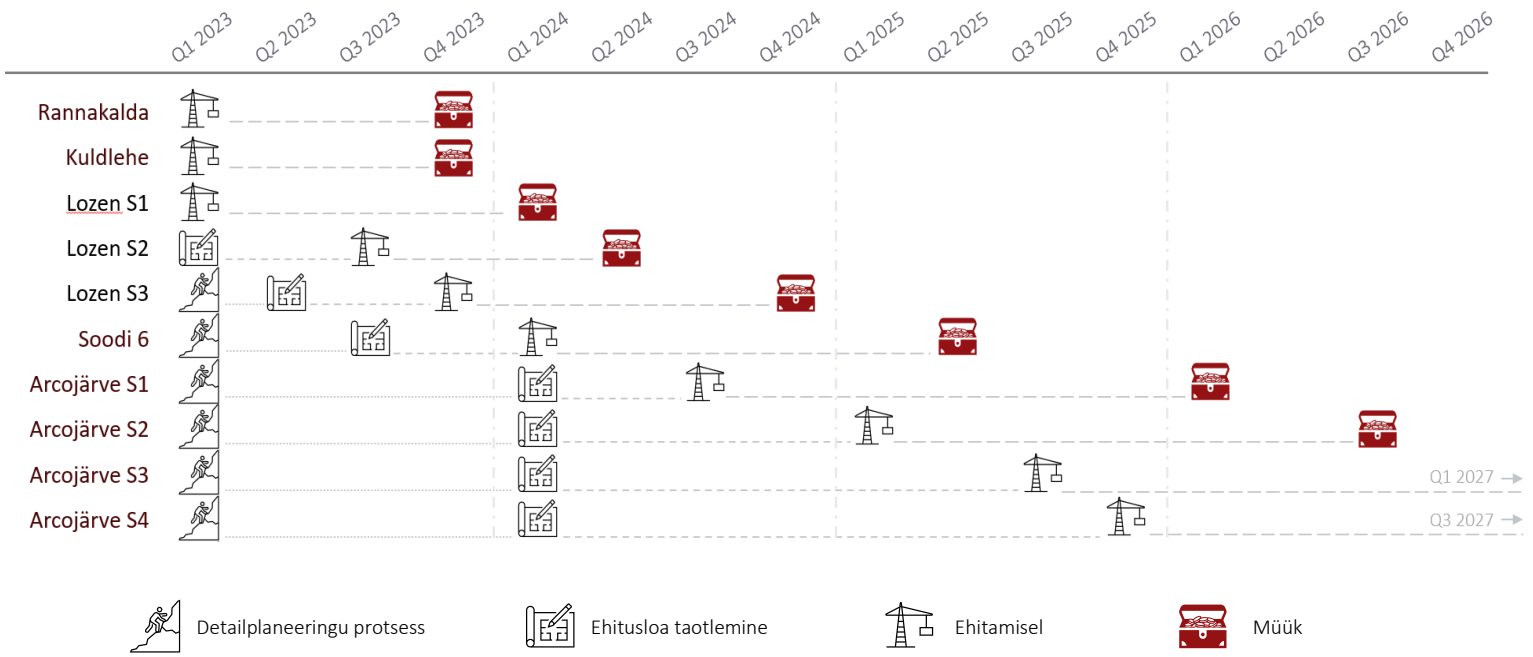 Q1 2023 Q2 2023 Q3 2023 Q4 2023 Q1 2024 Q2 2024 Q3 2024 Q4 2024 Q1 2025 Q2 2025 Q3 2025 Q4 2025 Q1 2026 Q2 2026 Q3 2026 Q4 2026
Rannakalda
Kuldlehe
Lozen S1
Lozen S2
Lozen S3
Soodi 6
Arcojärve S1
Arcojärve S2
Arcojärve S3 Q1 2027
Arcojärve S4 Q3 2027
Detailplaneeringu protsess Ehitusloa taotlemine Ehitamisel Müük